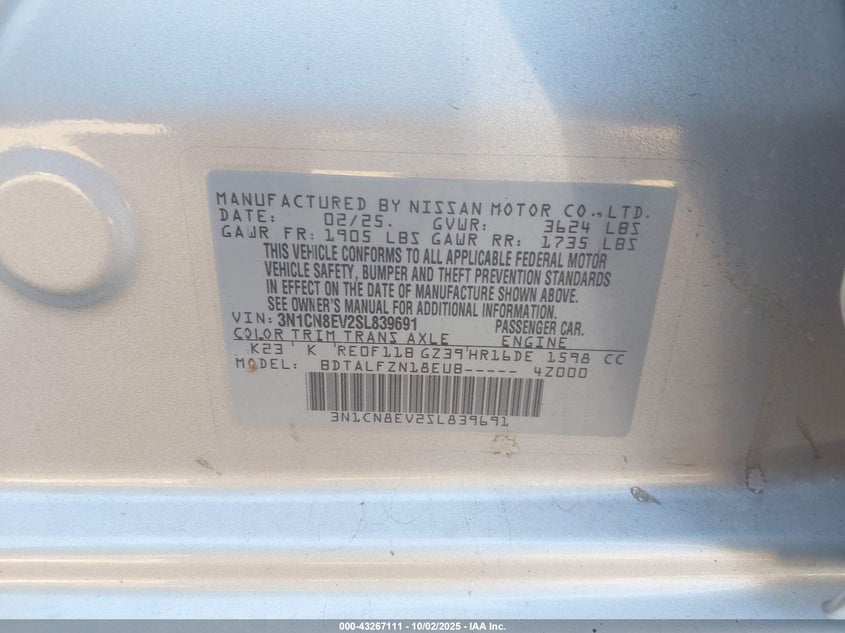 MANUFACTURED BY NISSAN MOTOR CO., LTD.
DATE: 02/25. GVWR: 3624 LBS
GAWR FR: 1905 LBS GAWR RR: 1735 LBS
THIS VEHICLE CONFORMS TO ALL APPLICABLE FEDERAL MOTOR
VEHICLE SAFETY, BUMPER AND THEFT PREVENTION STANDARDS
IN EFFECT ON THE DATE OF MANUFACTURE SHOWN ABOVE.
SEE OWNER'S MANUAL FOR ADDITIONAL INFORMATION.
VIN: 3N1CN8EV2SL839691 PASSENGER CAR.
COLOR TRIM TRANS AXLE ENGINE
K23 K RE0F11B GZ39 HR16DE 1598 CC
MODEL: BDTALFZN18EUB----- 4Z000
3N1CN8EV2SL839691
000-43267111 - 10/02/2025 - IAA Inc.